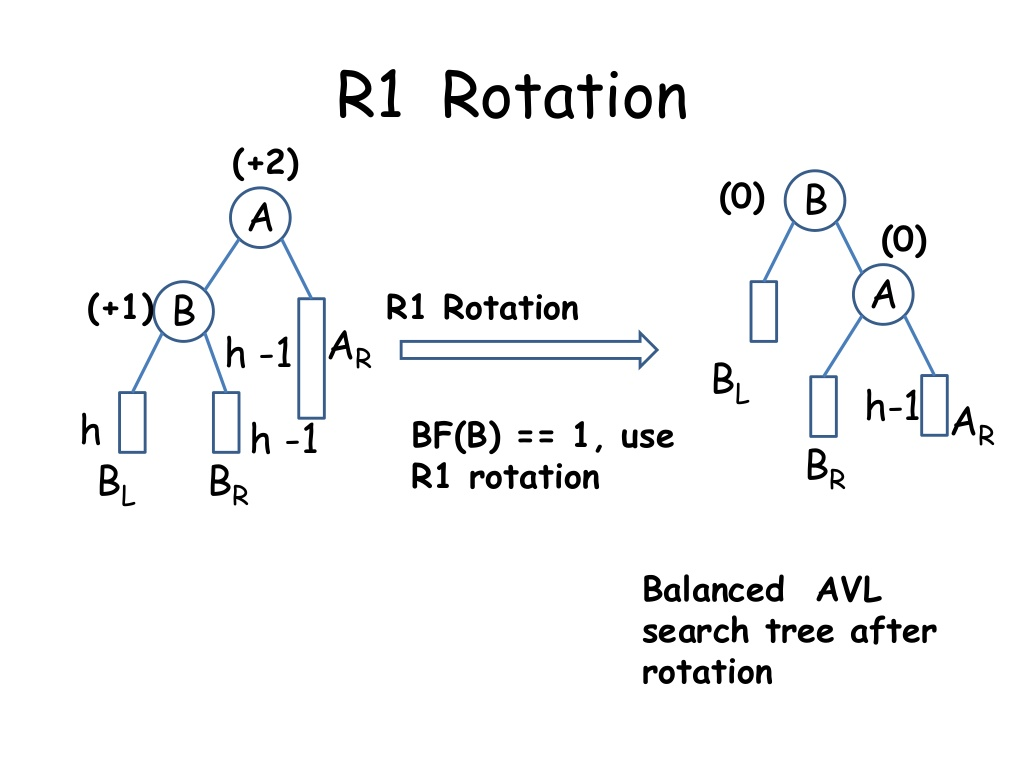 R1 Rotation
(+2)
A
(+1)
B
h -1
A_R
h
h -1
B_L
B_R
R1 Rotation
BF(B) == 1, use
R1 rotation
(0)
B
(0)
A
B_L
h-1
A_R
B_R
Balanced AVL
search tree after
rotation